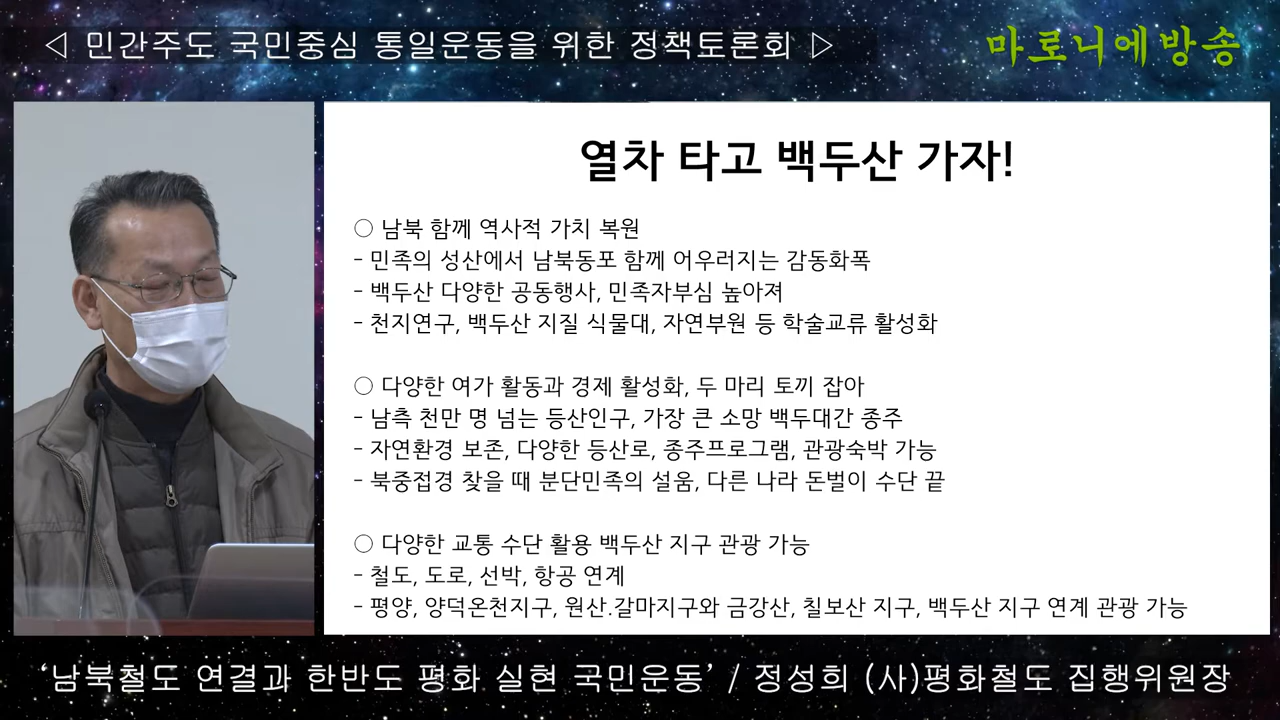 ◁ 민간주도 국민중심 통일운동을 위한 정책토론회 ▷
마로니에방송
열차 타고 백두산 가자!
○ 남북 함께 역사적 가치 복원
- 민족의 성산에서 남북동포 함께 어우러지는 감동화폭
- 백두산 다양한 공동행사, 민족자부심 높아져
- 천지연구, 백두산 지질 식물대, 자연부원 등 학술교류 활성화
○ 다양한 여가 활동과 경제 활성화, 두 마리 토끼 잡아
- 남측 천만 명 넘는 등산인구, 가장 큰 소망 백두대간 종주
- 자연환경 보존, 다양한 등산로, 종주프로그램, 관광숙박 가능
- 북중접경 찾을 때 분단민족의 설움, 다른 나라 돈벌이 수단 끝
○ 다양한 교통 수단 활용 백두산 지구 관광 가능
- 철도, 도로, 선박, 항공 연계
- 평양, 양덕온천지구, 원산.갈마지구와 금강산, 칠보산 지구, 백두산 지구 연계 관광 가능
‘남북철도 연결과 한반도 평화 실현 국민운동’ / 정성희 (사)평화철도 집행위원장